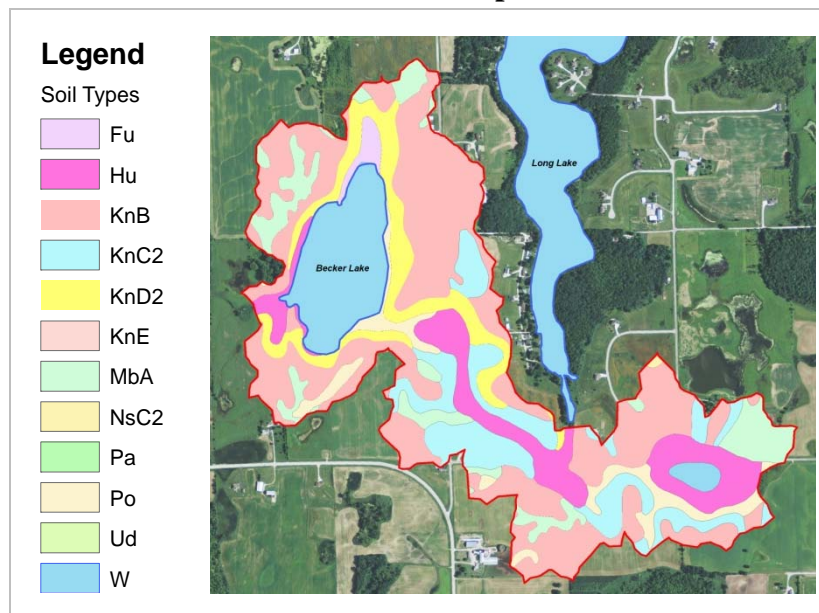 Legend
Soil Types
Fu
Hu
KnB
KnC2
KnD2
KnE
MbA
NsC2
Pa
Po
Ud
W
Long Lake
Becker Lake